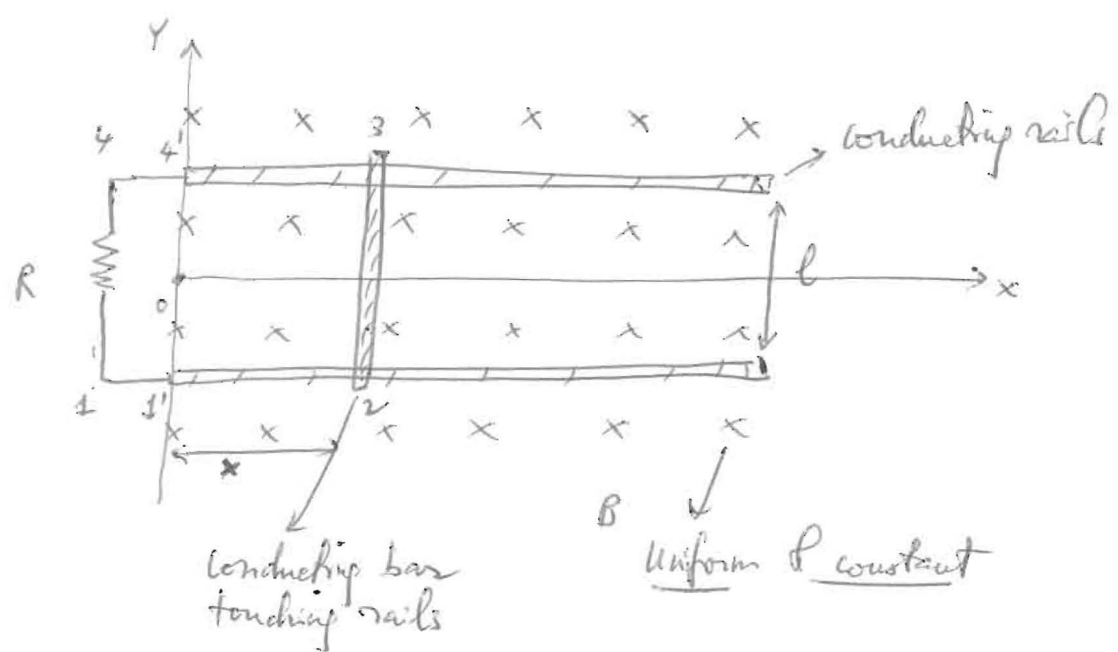 Y
4
4'
3
conducting rails
R
0
l
x
1
1'
2
x
B
Uniform & constant
conducting bar
touching rails